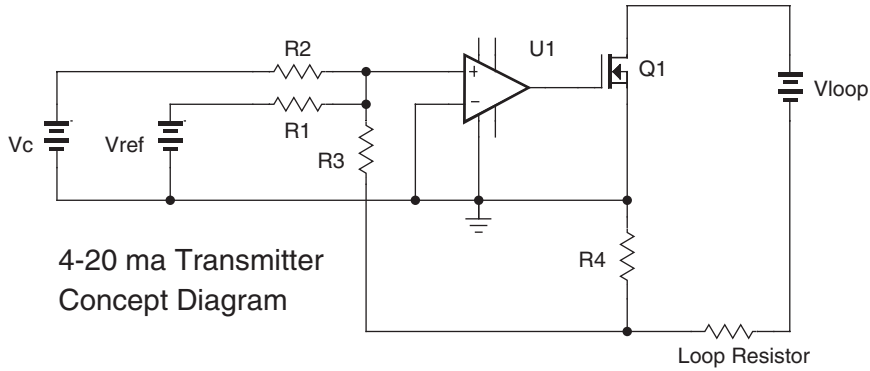 R2
U1
Q1
+
-
Vloop
R1
Vc
Vref
R3
R4
4-20 ma Transmitter
Concept Diagram
Loop Resistor